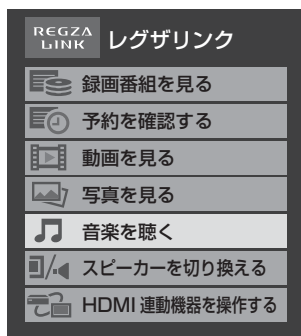 REGZA LINK レグザリンク
録画番組を見る
予約を確認する
動画を見る
写真を見る
音楽を聴く
スピーカーを切り換える
HDMI 連動機器を操作する